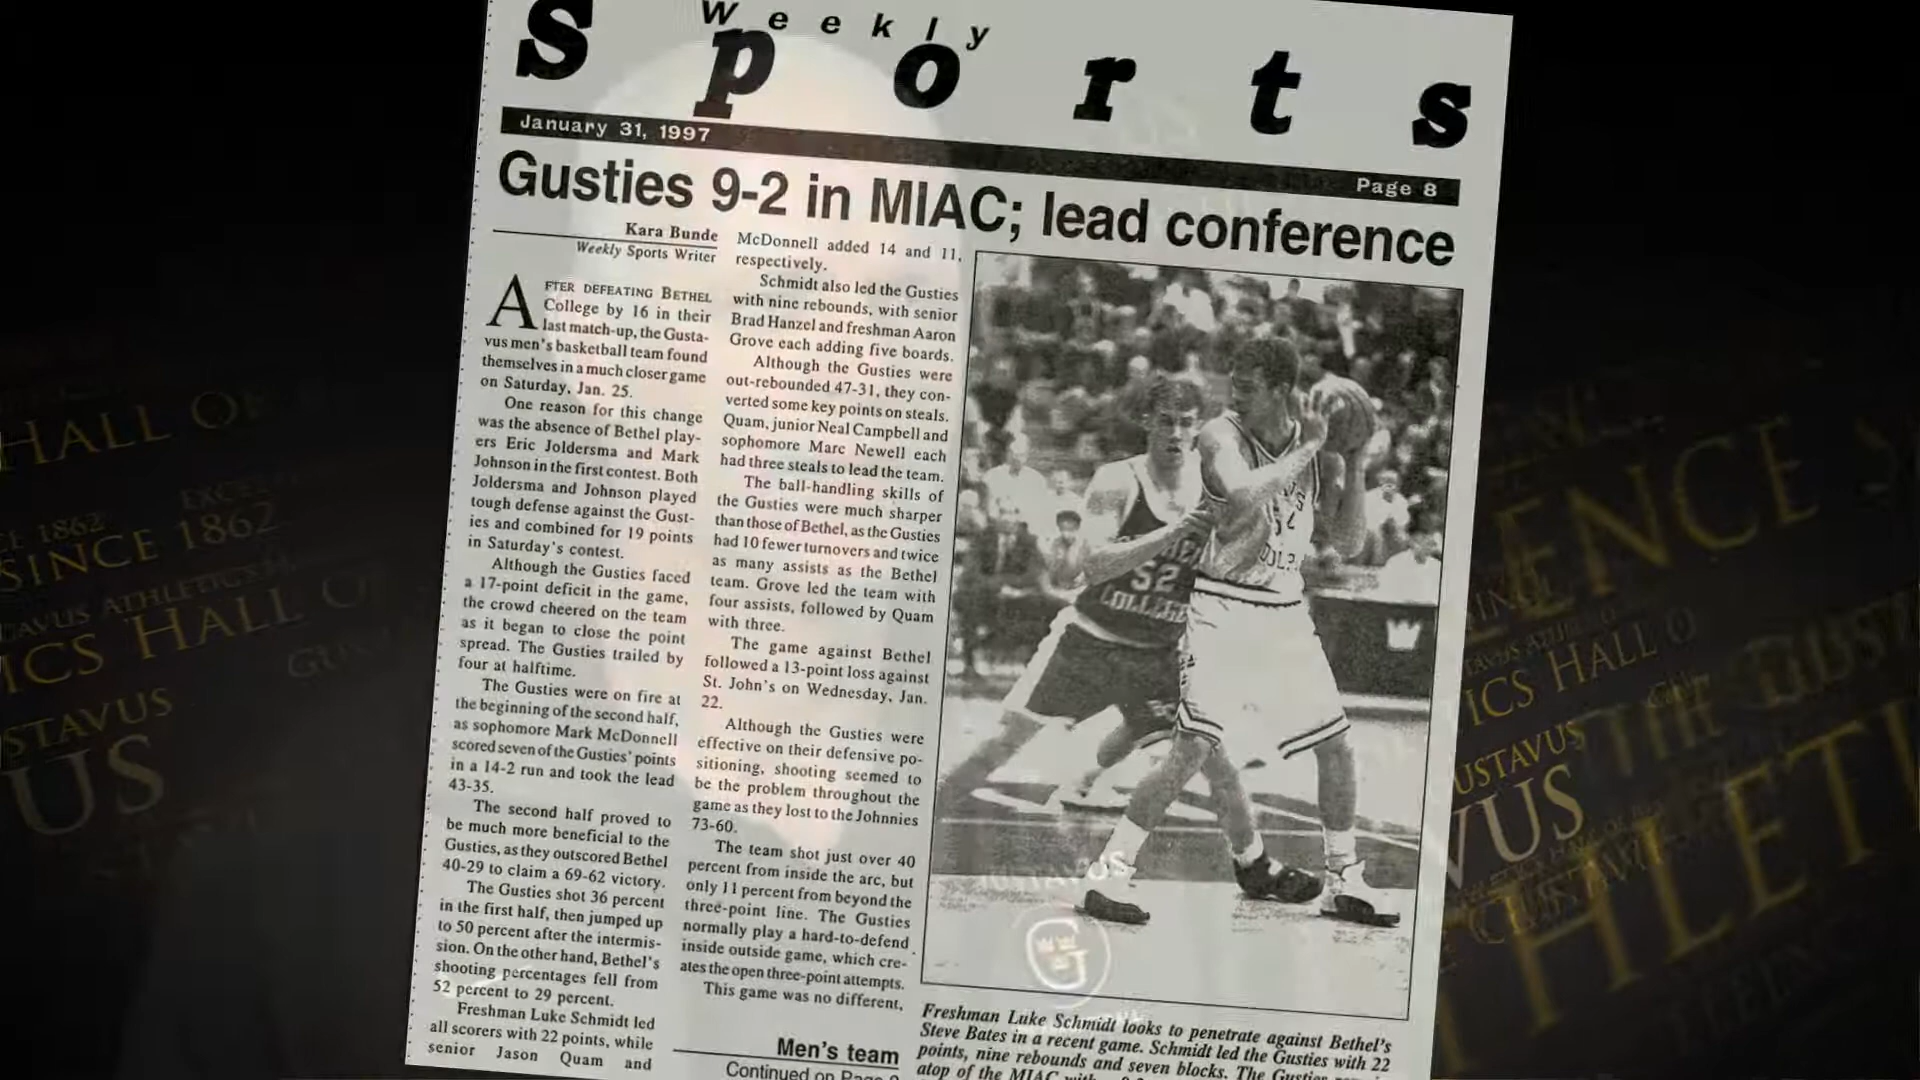 Weekly
Sports
January 31, 1997
Page 8
Gusties 9-2 in MIAC; lead conference
Kara Bunde
Weekly Sports Writer
AFTER DEFEATING BETHEL
College by 16 in their
last match-up, the Gusta-
vus men's basketball team found
themselves in a much closer game
on Saturday, Jan. 25.
One reason for this change
was the absence of Bethel play-
ers Eric Joldersma and Mark
Johnson in the first contest. Both
Joldersma and Johnson played
tough defense against the Gust-
ies and combined for 19 points
in Saturday's contest.
Although the Gusties faced
a 17-point deficit in the game,
the crowd cheered on the team
as it began to close the point
spread. The Gusties trailed by
four at halftime.
The Gusties were on fire at
the beginning of the second half,
as sophomore Mark McDonnell
scored seven of the Gusties' points
in a 14-2 run and took the lead
43-35.
The second half proved to
be much more beneficial to the
Gusties, as they outscored Bethel
40-29 to claim a 69-62 victory.
The Gusties shot 36 percent
in the first half, then jumped up
to 50 percent after the intermis-
sion. On the other hand, Bethel's
shooting percentages fell from
52 percent to 29 percent.
Freshman Luke Schmidt led
all scorers with 22 points, while
senior Jason Quam and
McDonnell added 14 and 11,
respectively.
Schmidt also led the Gusties
with nine rebounds, with senior
Brad Hanzel and freshman Aaron
Grove each adding five boards.
Although the Gusties were
out-rebounded 47-31, they con-
verted some key points on steals.
Quam, junior Neal Campbell and
sophomore Marc Newell each
had three steals to lead the team.
The ball-handling skills of
the Gusties were much sharper
than those of Bethel, as the Gusties
had 10 fewer turnovers and twice
as many assists as the Bethel
team. Grove led the team with
four assists, followed by Quam
with three.
The game against Bethel
followed a 13-point loss against
St. John's on Wednesday, Jan.
22.
Although the Gusties were
effective on their defensive po-
sitioning, shooting seemed to
be the problem throughout the
game as they lost to the Johnnies
73-60.
The team shot just over 40
percent from inside the arc, but
only 11 percent from beyond the
three-point line. The Gusties
normally play a hard-to-defend
inside outside game, which cre-
ates the open three-point attempts.
This game was no different,
Men's team
Continued on Page
52
COLLEGE
GUSTAVUS
G
Freshman Luke Schmidt looks to penetrate against Bethel's
Steve Bates in a recent game. Schmidt led the Gusties with 22
points, nine rebounds and seven blocks. The Gusties
atop of the MIAC with
HALL OF
SINCE 1862
SINCE 1862
GUSTAVUS ATHLETICS
ICS HALL O
STAVUS
US
ENCE
ICS HALL O
USTAVUS
VUS
HLETI